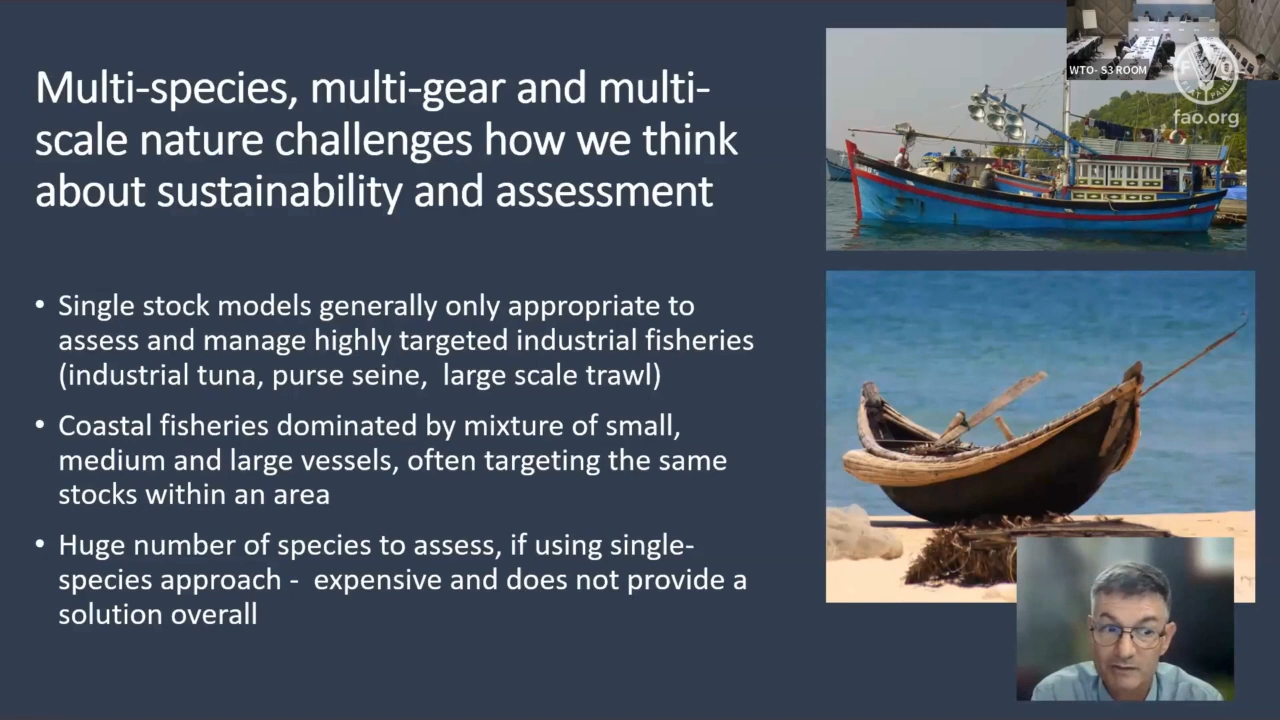 Multi-species, multi-gear and multi-
scale nature challenges how we think
about sustainability and assessment
• Single stock models generally only appropriate to
assess and manage highly targeted industrial fisheries
(industrial tuna, purse seine,  large scale trawl)
• Coastal fisheries dominated by mixture of small,
medium and large vessels, often targeting the same
stocks within an area
• Huge number of species to assess, if using single-
species approach -  expensive and does not provide a
solution overall
WTO- S3 ROOM
fao.org